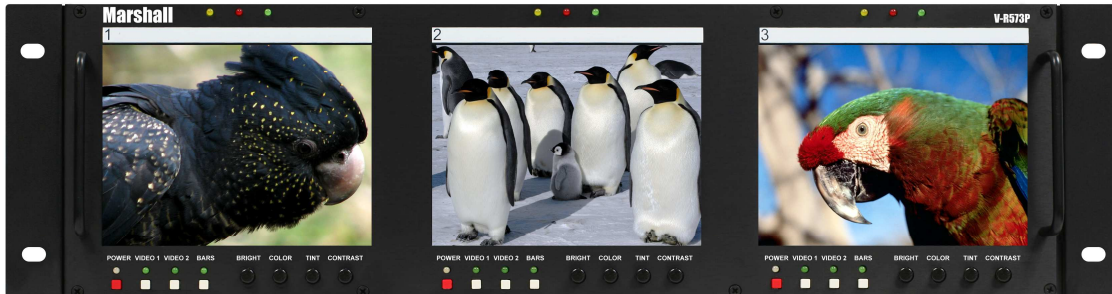 Marshall
V-R573P
1
2
3
POWER VIDEO 1 VIDEO 2 BARS BRIGHT COLOR TINT CONTRAST
POWER VIDEO 1 VIDEO 2 BARS BRIGHT COLOR TINT CONTRAST
POWER VIDEO 1 VIDEO 2 BARS BRIGHT COLOR TINT CONTRAST